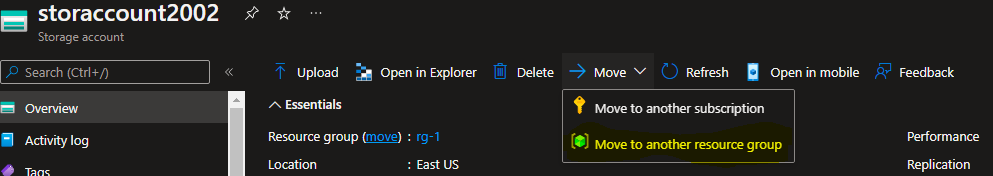 storaccount2002
Storage account
Search (Ctrl+/)
Upload
Open in Explorer
Delete
Move
Refresh
Open in mobile
Feedback
Move to another subscription
Move to another resource group
Overview
Activity log
Tags
Essentials
Resource group (move) : rg-1
Performance
Location : East US
Replication